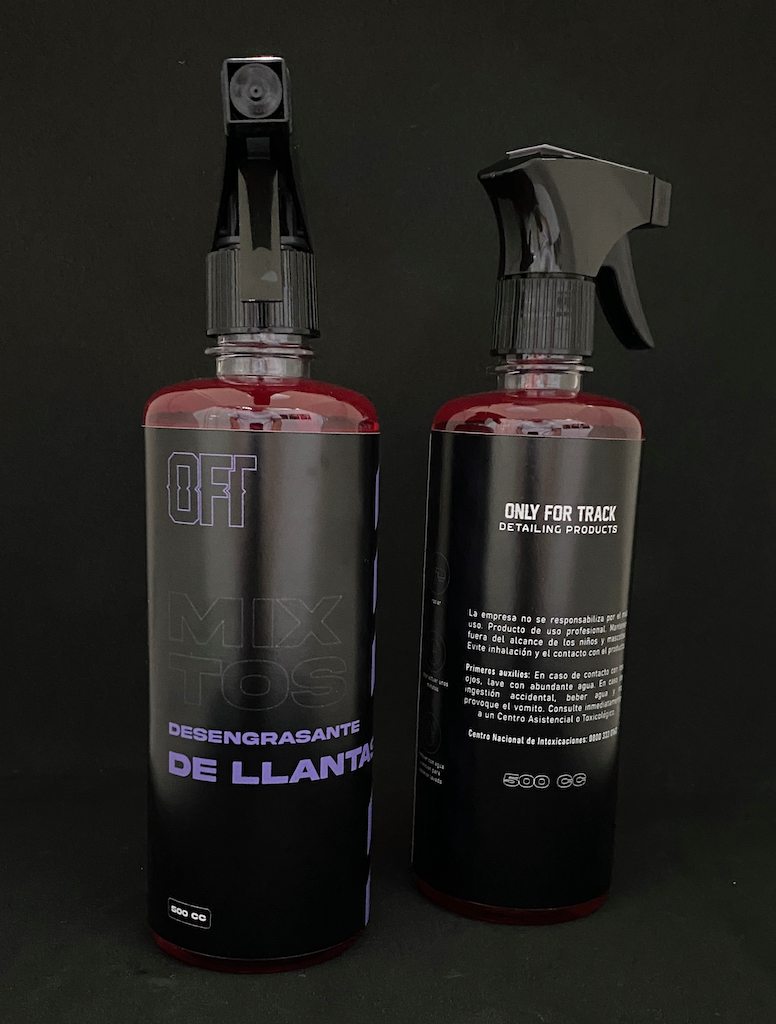 OFT
MIX
TOS
DESENGRASANTE
DE LLANTAS
500 CC
ONLY FOR TRACK
DETAILING PRODUCTS
La empresa no se responsabiliza por el
uso. Producto de uso profesional.
fuera del alcance de los niños y
Evite inhalación y el contacto con el
Primeros auxilios: En caso de contacto con
ojos, lave con abundante agua. En
ingestión accidental, beber agua y
provoque el vomito. Consulte
a un Centro Asistencial o Toxicológico.
Centro Nacional de Intoxicaciones: 0800 333
500 CC